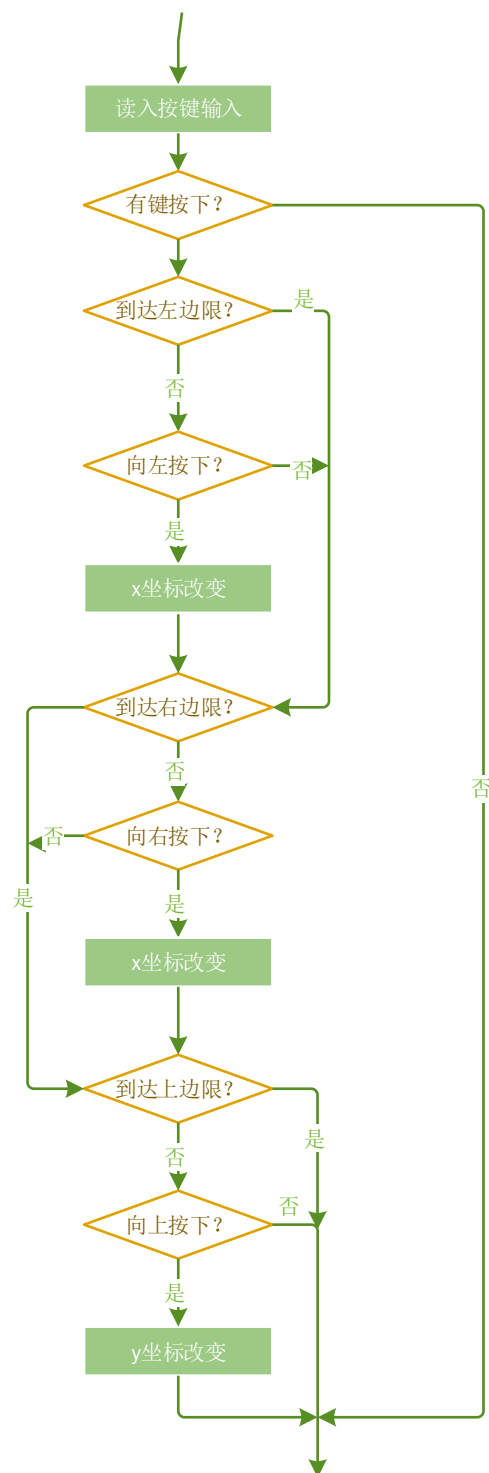 读入按键输入
有键按下?
到达左边限?
是
否
向左按下?
否
是
x坐标改变
到达右边限?
否
否
向右按下?
否
是
是
x坐标改变
到达上边限?
是
否
否
向上按下?
是
y坐标改变